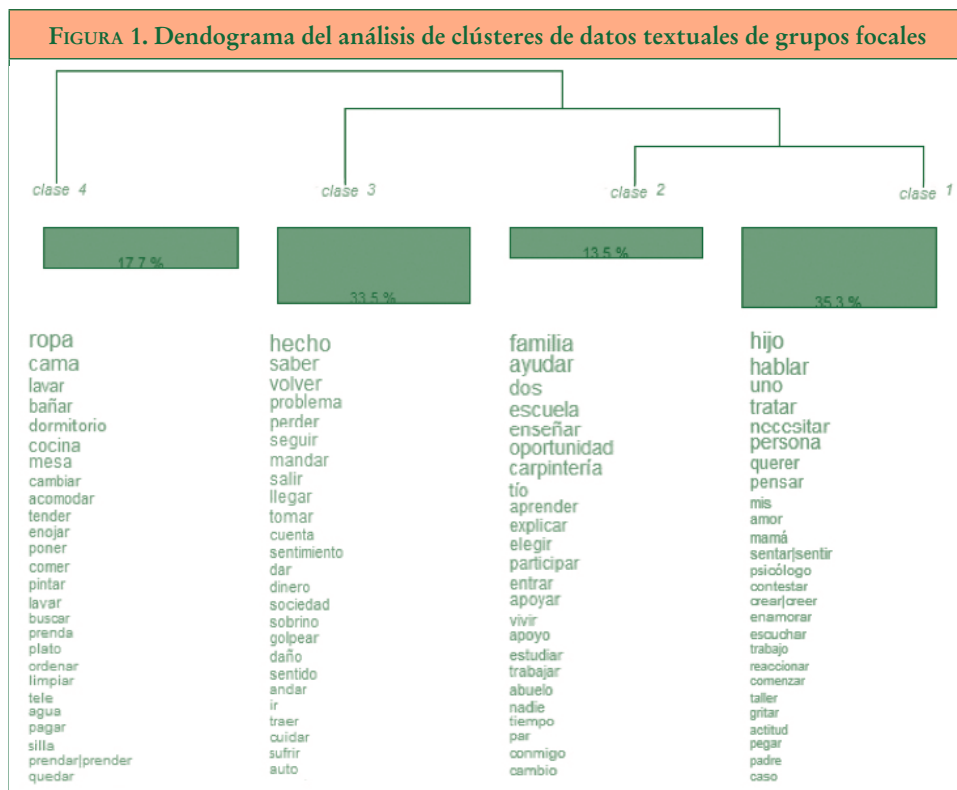 FIGURA 1. Dendograma del análisis de clústeres de datos textuales de grupos focales
clase 4
clase 3
clase 2
clase 1
17.7 %
33.5 %
13.5 %
35.3 %
ropa
cama
lavar
bañar
dormitorio
cocina
mesa
cambiar
acomodar
tender
enojar
poner
comer
pintar
lavar
buscar
prenda
plato
ordenar
limpiar
tele
agua
pagar
silla
prendar|prender
quedar
hecho
saber
volver
problema
perder
seguir
mandar
salir
llegar
tomar
cuenta
sentimiento
dar
dinero
sociedad
sobrino
golpear
daño
sentido
andar
ir
traer
cuidar
sufrir
auto
familia
ayudar
dos
escuela
enseñar
oportunidad
carpintería
tío
aprender
explicar
elegir
participar
entrar
apoyar
vivir
apoyo
estudiar
trabajar
abuelo
nadie
tiempo
par
conmigo
cambio
hijo
hablar
uno
tratar
necesitar
persona
querer
pensar
mis
amor
mamá
sentar|sentir
psicólogo
contestar
crear|creer
enamorar
escuchar
trabajo
reaccionar
comenzar
taller
gritar
actitud
pegar
padre
caso